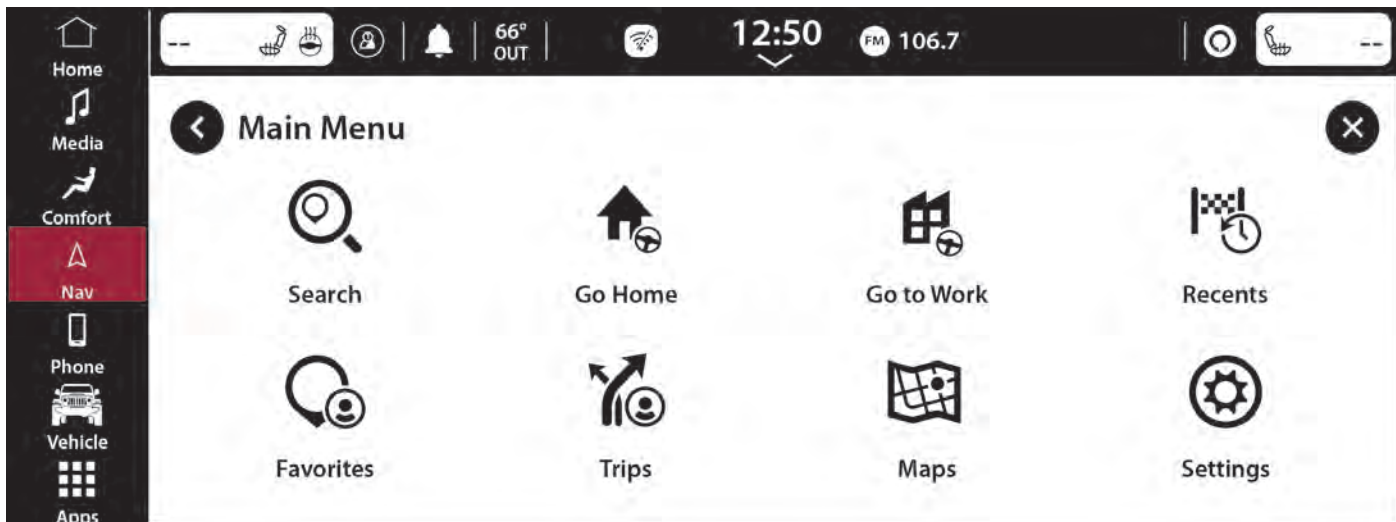 Home
Media
Comfort
Nav
Phone
Vehicle
Apps
--
66°
OUT
12:50
FM 106.7
--
Main Menu
Search
Go Home
Go to Work
Recents
Favorites
Trips
Maps
Settings